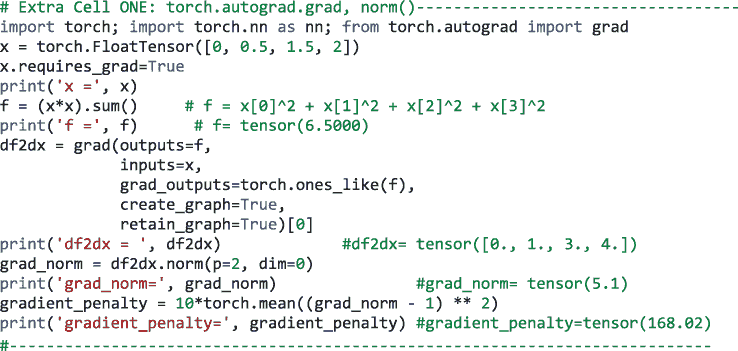 # Extra Cell ONE: torch.autograd.grad, norm()--------------------------------
import torch; import torch.nn as nn; from torch.autograd import grad
x = torch.FloatTensor([0, 0.5, 1.5, 2])
x.requires_grad=True
print('x =', x)
f = (x*x).sum()     # f = x[0]^2 + x[1]^2 + x[2]^2 + x[3]^2
print('f =', f)      # f= tensor(6.5000)
df2dx = grad(outputs=f,
             inputs=x,
             grad_outputs=torch.ones_like(f),
             create_graph=True,
             retain_graph=True)[0]
print('df2dx = ', df2dx)             #df2dx= tensor([0., 1., 3., 4.])
grad_norm = df2dx.norm(p=2, dim=0)
print('grad_norm=', grad_norm)               #grad_norm= tensor(5.1)
gradient_penalty = 10*torch.mean((grad_norm - 1) ** 2)
print('gradient_penalty=', gradient_penalty) #gradient_penalty=tensor(168.02)
#--------------------------------------------------------------------------